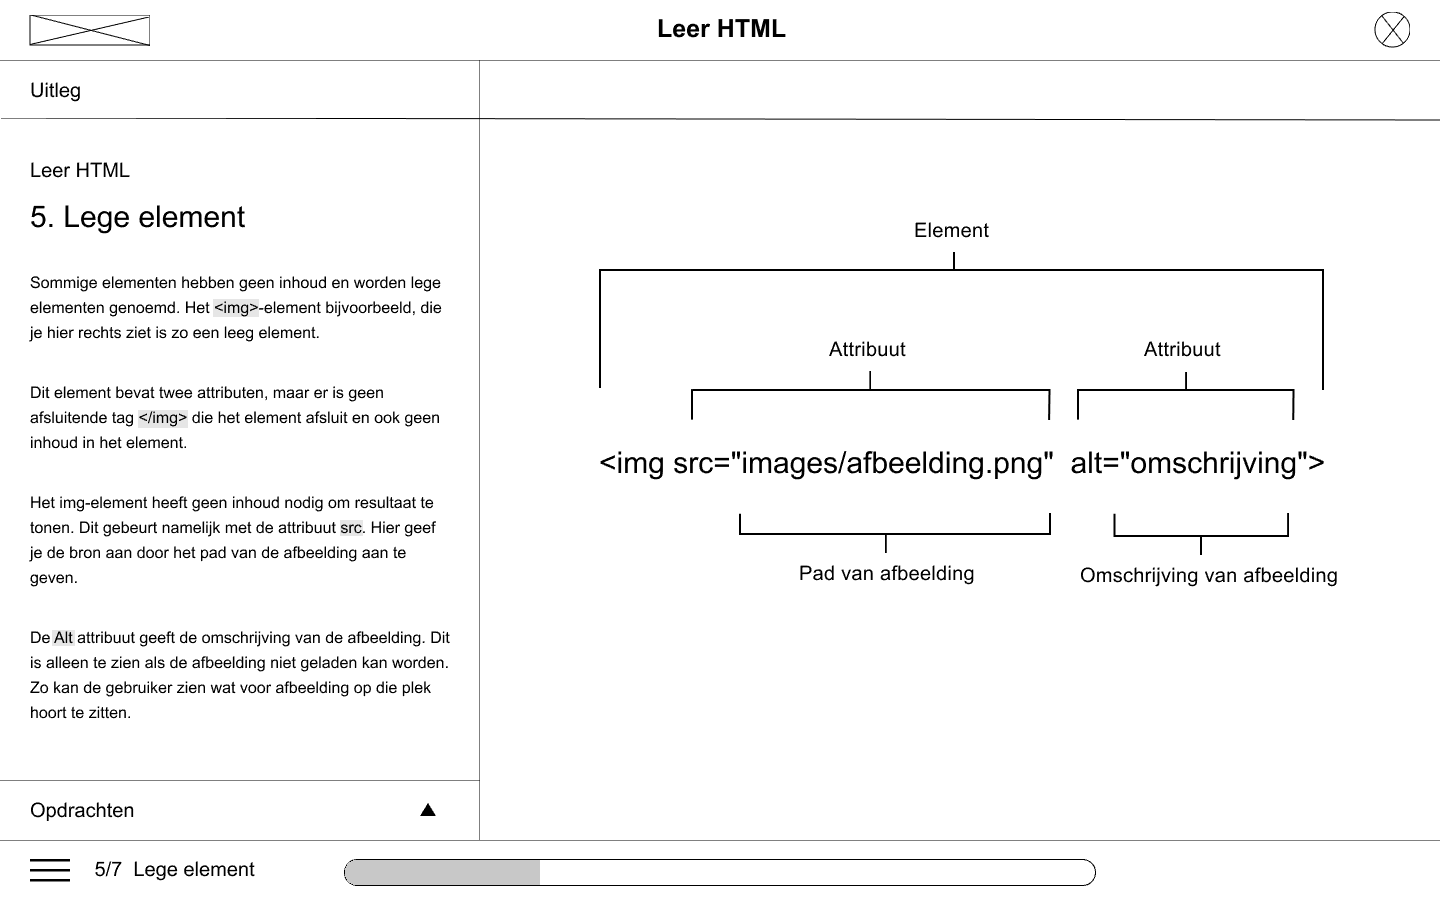 Leer HTML
Uitleg
Leer HTML
5. Lege element
Sommige elementen hebben geen inhoud en worden lege
elementen genoemd. Het <img>-element bijvoorbeeld, die
je hier rechts ziet is zo een leeg element.
Dit element bevat twee attributen, maar er is geen
afsluitende tag </img> die het element afsluit en ook geen
inhoud in het element.
Het img-element heeft geen inhoud nodig om resultaat te
tonen. Dit gebeurt namelijk met de attribuut src. Hier geef
je de bron aan door het pad van de afbeelding aan te
geven.
De Alt attribuut geeft de omschrijving van de afbeelding. Dit
is alleen te zien als de afbeelding niet geladen kan worden.
Zo kan de gebruiker zien wat voor afbeelding op die plek
hoort te zitten.
Opdrachten
Element
Attribuut
Attribuut
<img src="images/afbeelding.png" alt="omschrijving">
Pad van afbeelding
Omschrijving van afbeelding
5/7 Lege element